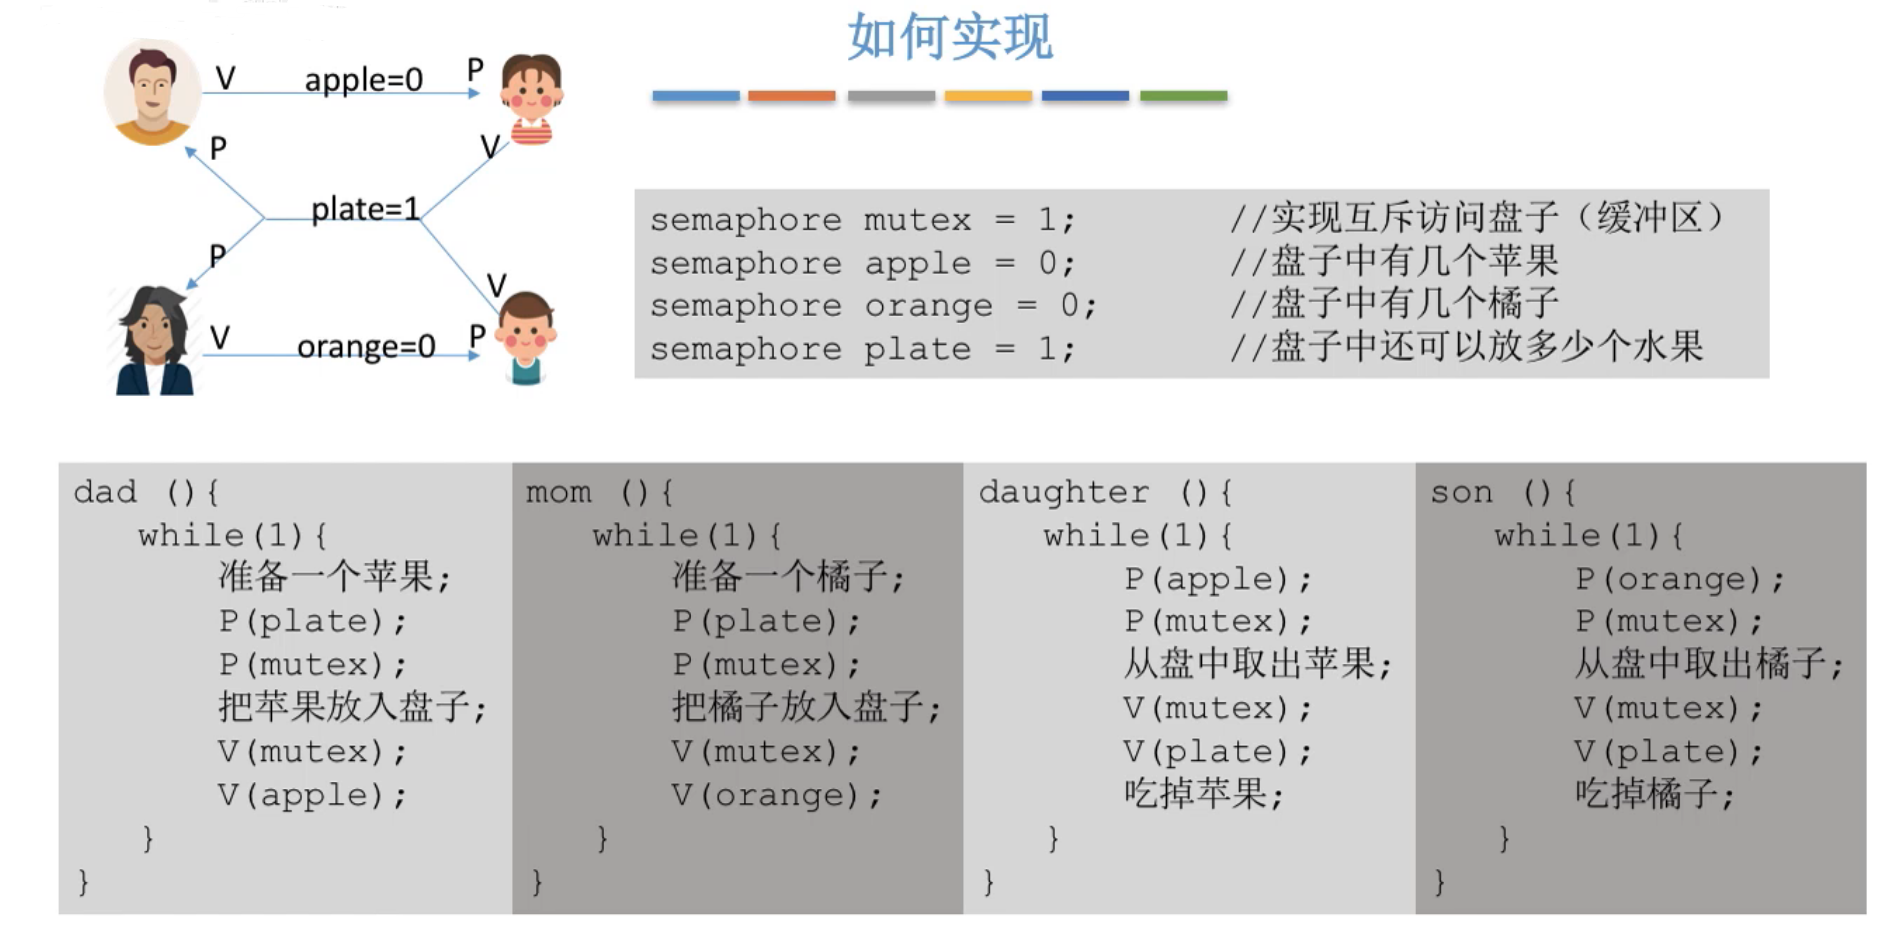 如何实现
V apple=0 P
P V
plate=1
P V
V orange=0 P
semaphore mutex = 1; //实现互斥访问盘子（缓冲区）
semaphore apple = 0; //盘子中有几个苹果
semaphore orange = 0; //盘子中有几个橘子
semaphore plate = 1; //盘子中还可以放多少个水果
dad (){
while(1){
准备一个苹果;
P(plate);
P(mutex);
把苹果放入盘子;
V(mutex);
V(apple);
}
}
mom (){
while(1){
准备一个橘子;
P(plate);
P(mutex);
把橘子放入盘子;
V(mutex);
V(orange);
}
}
daughter (){
while(1){
P(apple);
P(mutex);
从盘中取出苹果;
V(mutex);
V(plate);
吃掉苹果;
}
}
son (){
while(1){
P(orange);
P(mutex);
从盘中取出橘子;
V(mutex);
V(plate);
吃掉橘子;
}
}